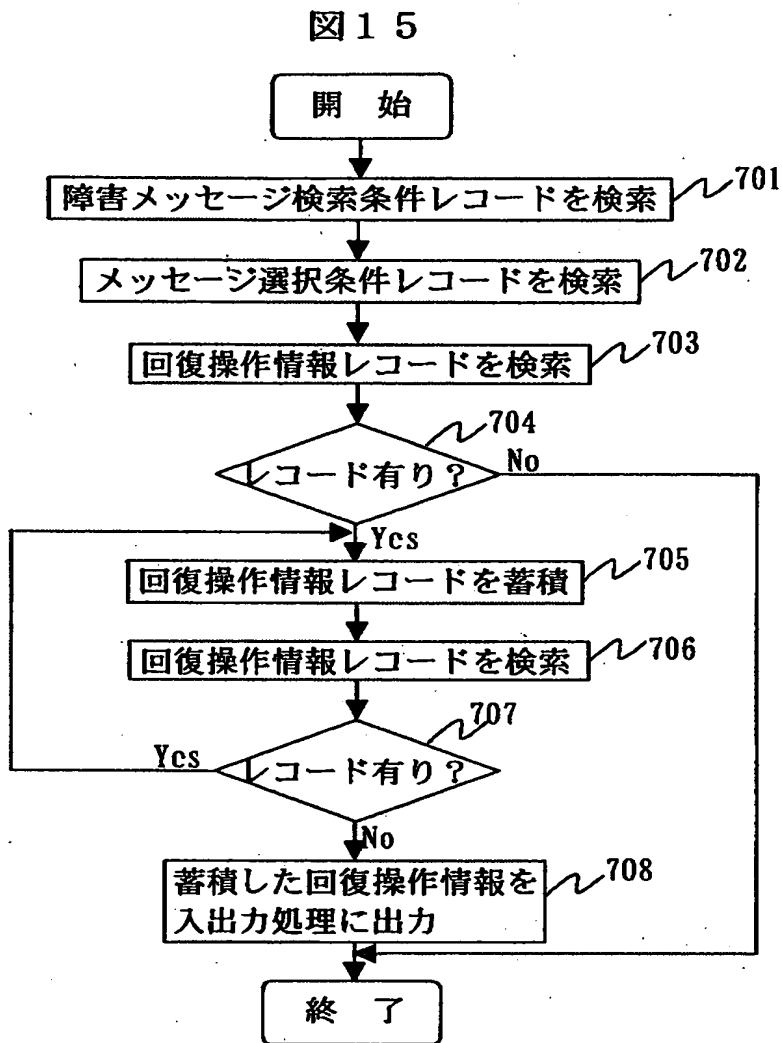 図１５
開　始
障害メッセージ検索条件レコードを検索
701
メッセージ選択条件レコードを検索
702
回復操作情報レコードを検索
703
704
レコード有り？
No
Yes
回復操作情報レコードを蓄積
705
回復操作情報レコードを検索
706
707
Yes
レコード有り？
No
蓄積した回復操作情報を
入出力処理に出力
708
終　了